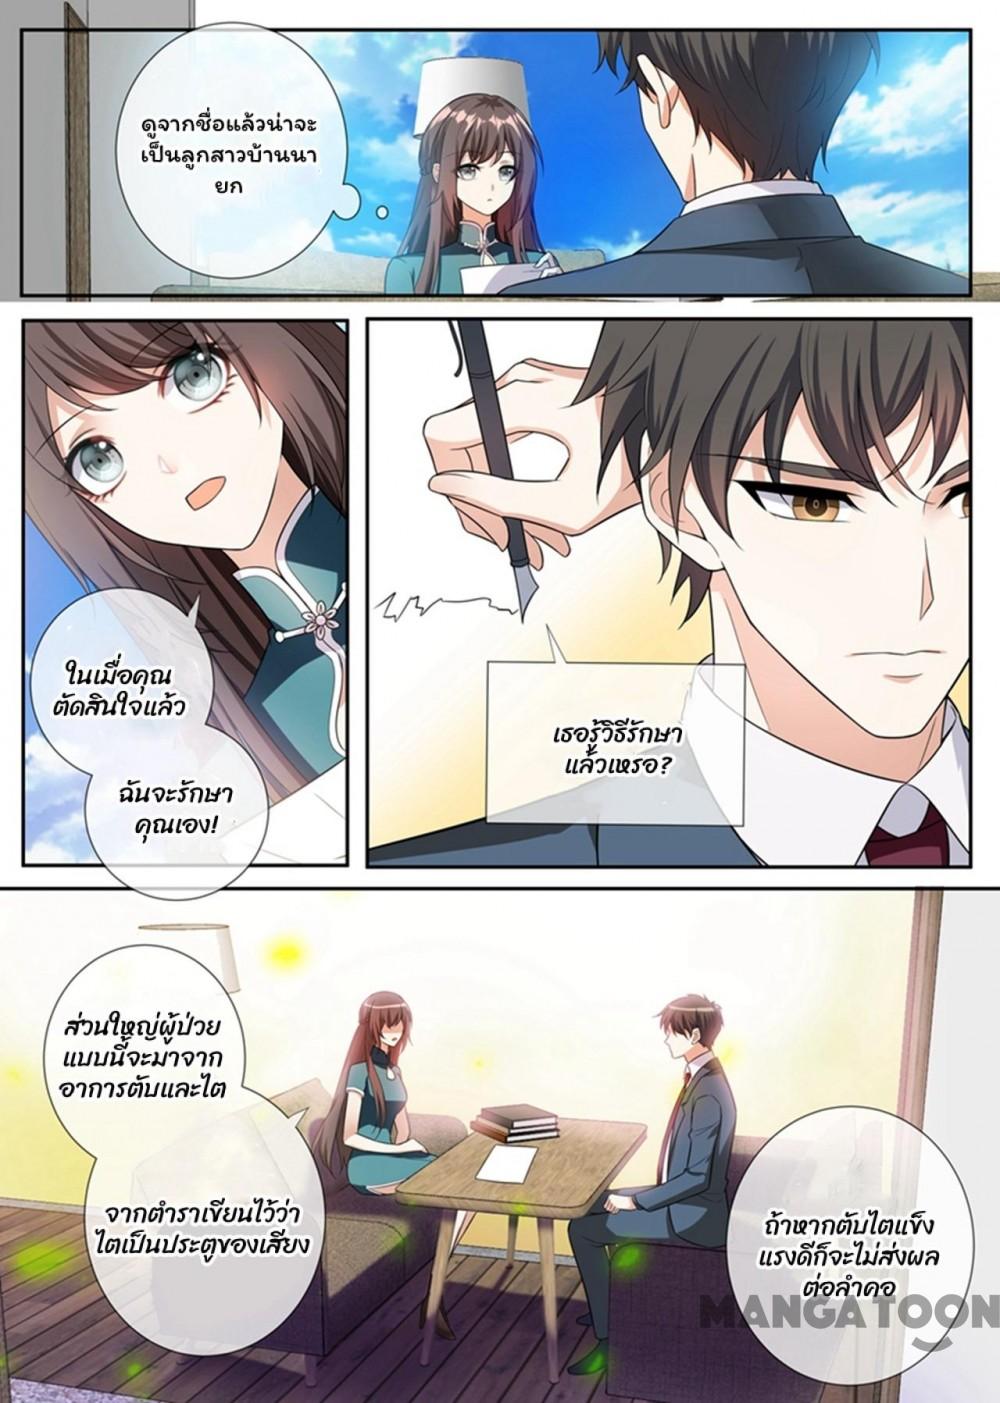 ดูจากชื่อแล้วน่าจะ
เป็นลูกสาวบ้านนา
ยก
ในเมื่อคุณ
ตัดสินใจแล้ว
ฉันจะรักษา
คุณเอง!
เธอรู้วิธีรักษา
แล้วเหรอ?
ส่วนใหญ่ผู้ป่วย
แบบนี้จะมาจาก
อาการตับและไต
จากตำราเขียนไว้ว่า
ไตเป็นประตูของเสียง
ถ้าหากตับไตแข็ง
แรงดีก็จะไม่ส่งผล
ต่อลำคอ
MANGATOON